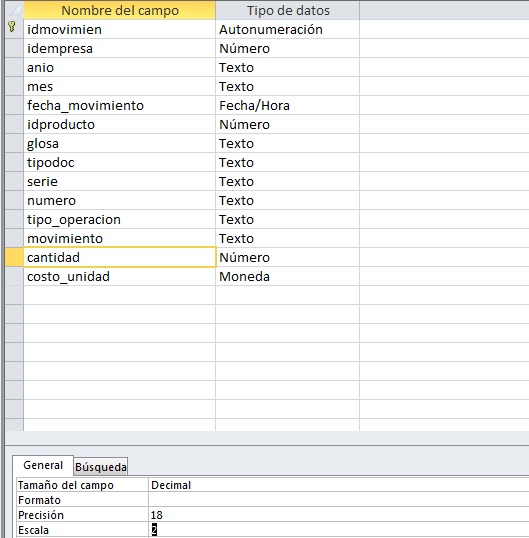 Nombre del campo Tipo de datos
idmovimien Autonumeración
idempresa Número
anio Texto
mes Texto
fecha_movimiento Fecha/Hora
idproducto Número
glosa Texto
tipodoc Texto
serie Texto
numero Texto
tipo_operacion Texto
movimiento Texto
cantidad Número
costo_unidad Moneda
General Búsqueda
Tamaño del campo Decimal
Formato
Precisión 18
Escala 2